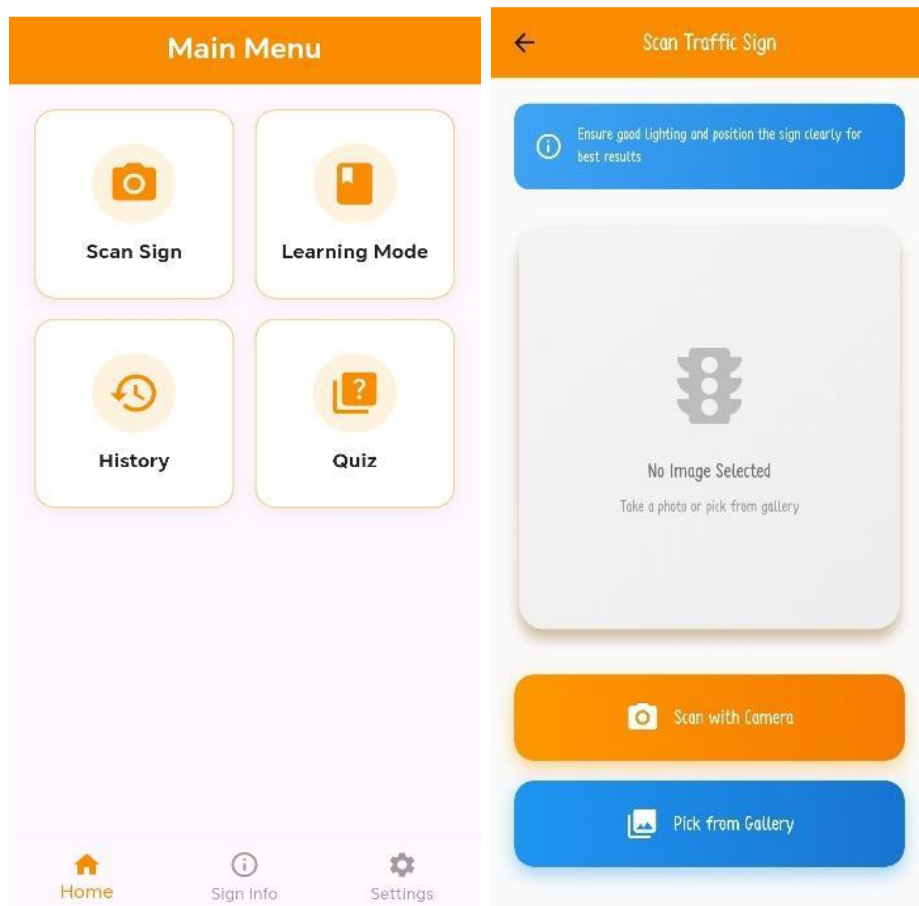 Main Menu
Scan Sign
Learning Mode
History
Quiz
Home
Sign Info
Settings
Scan Traffic Sign
Ensure good lighting and position the sign clearly for
best results
No Image Selected
Take a photo or pick from gallery
Scan with Camera
Pick from Gallery